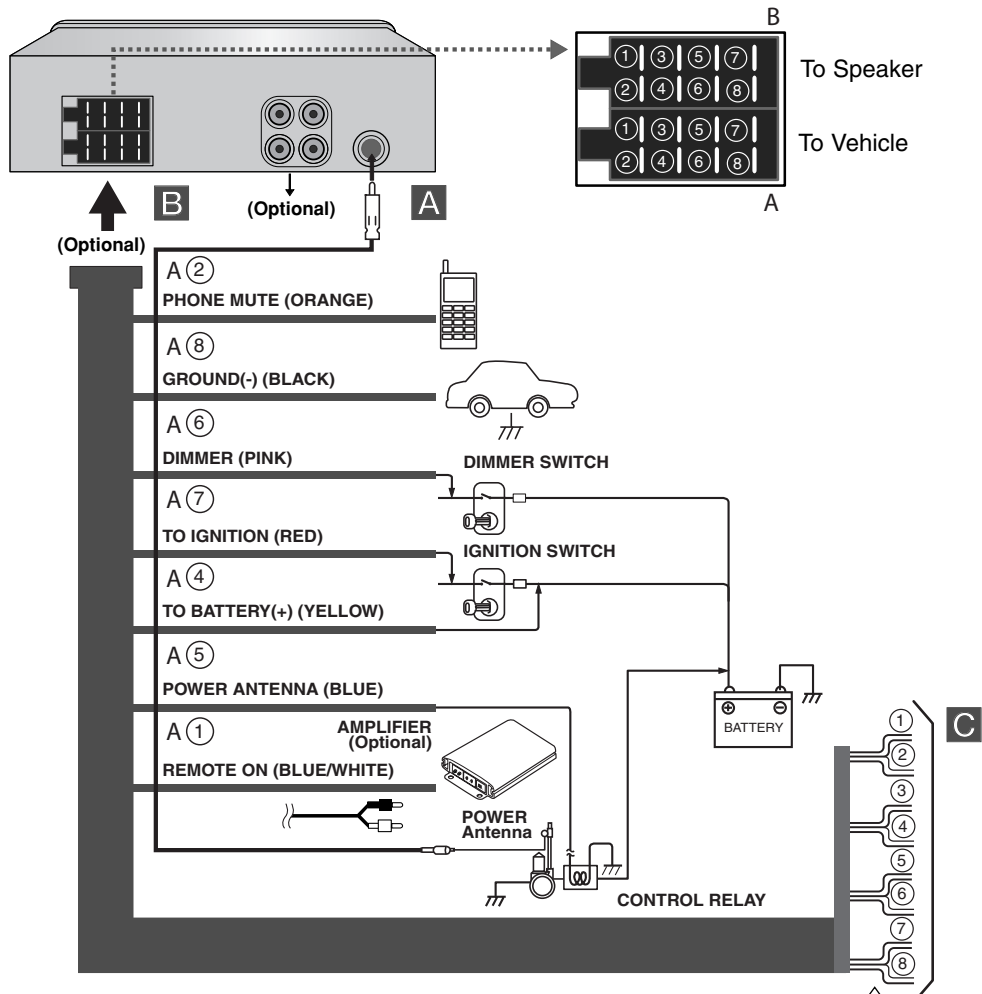 B
① ③ ⑤ ⑦
② ④ ⑥ ⑧
To Speaker
① ③ ⑤ ⑦
② ④ ⑥ ⑧
To Vehicle
A
B
(Optional)
A
(Optional)
A ②
PHONE MUTE (ORANGE)
A ⑧
GROUND(-) (BLACK)
A ⑥
DIMMER (PINK)
DIMMER SWITCH
A ⑦
TO IGNITION (RED)
IGNITION SWITCH
A ④
TO BATTERY(+) (YELLOW)
A ⑤
POWER ANTENNA (BLUE)
BATTERY
A ①
AMPLIFIER
(Optional)
REMOTE ON (BLUE/WHITE)
POWER
Antenna
CONTROL RELAY
C
①
②
③
④
⑤
⑥
⑦
⑧